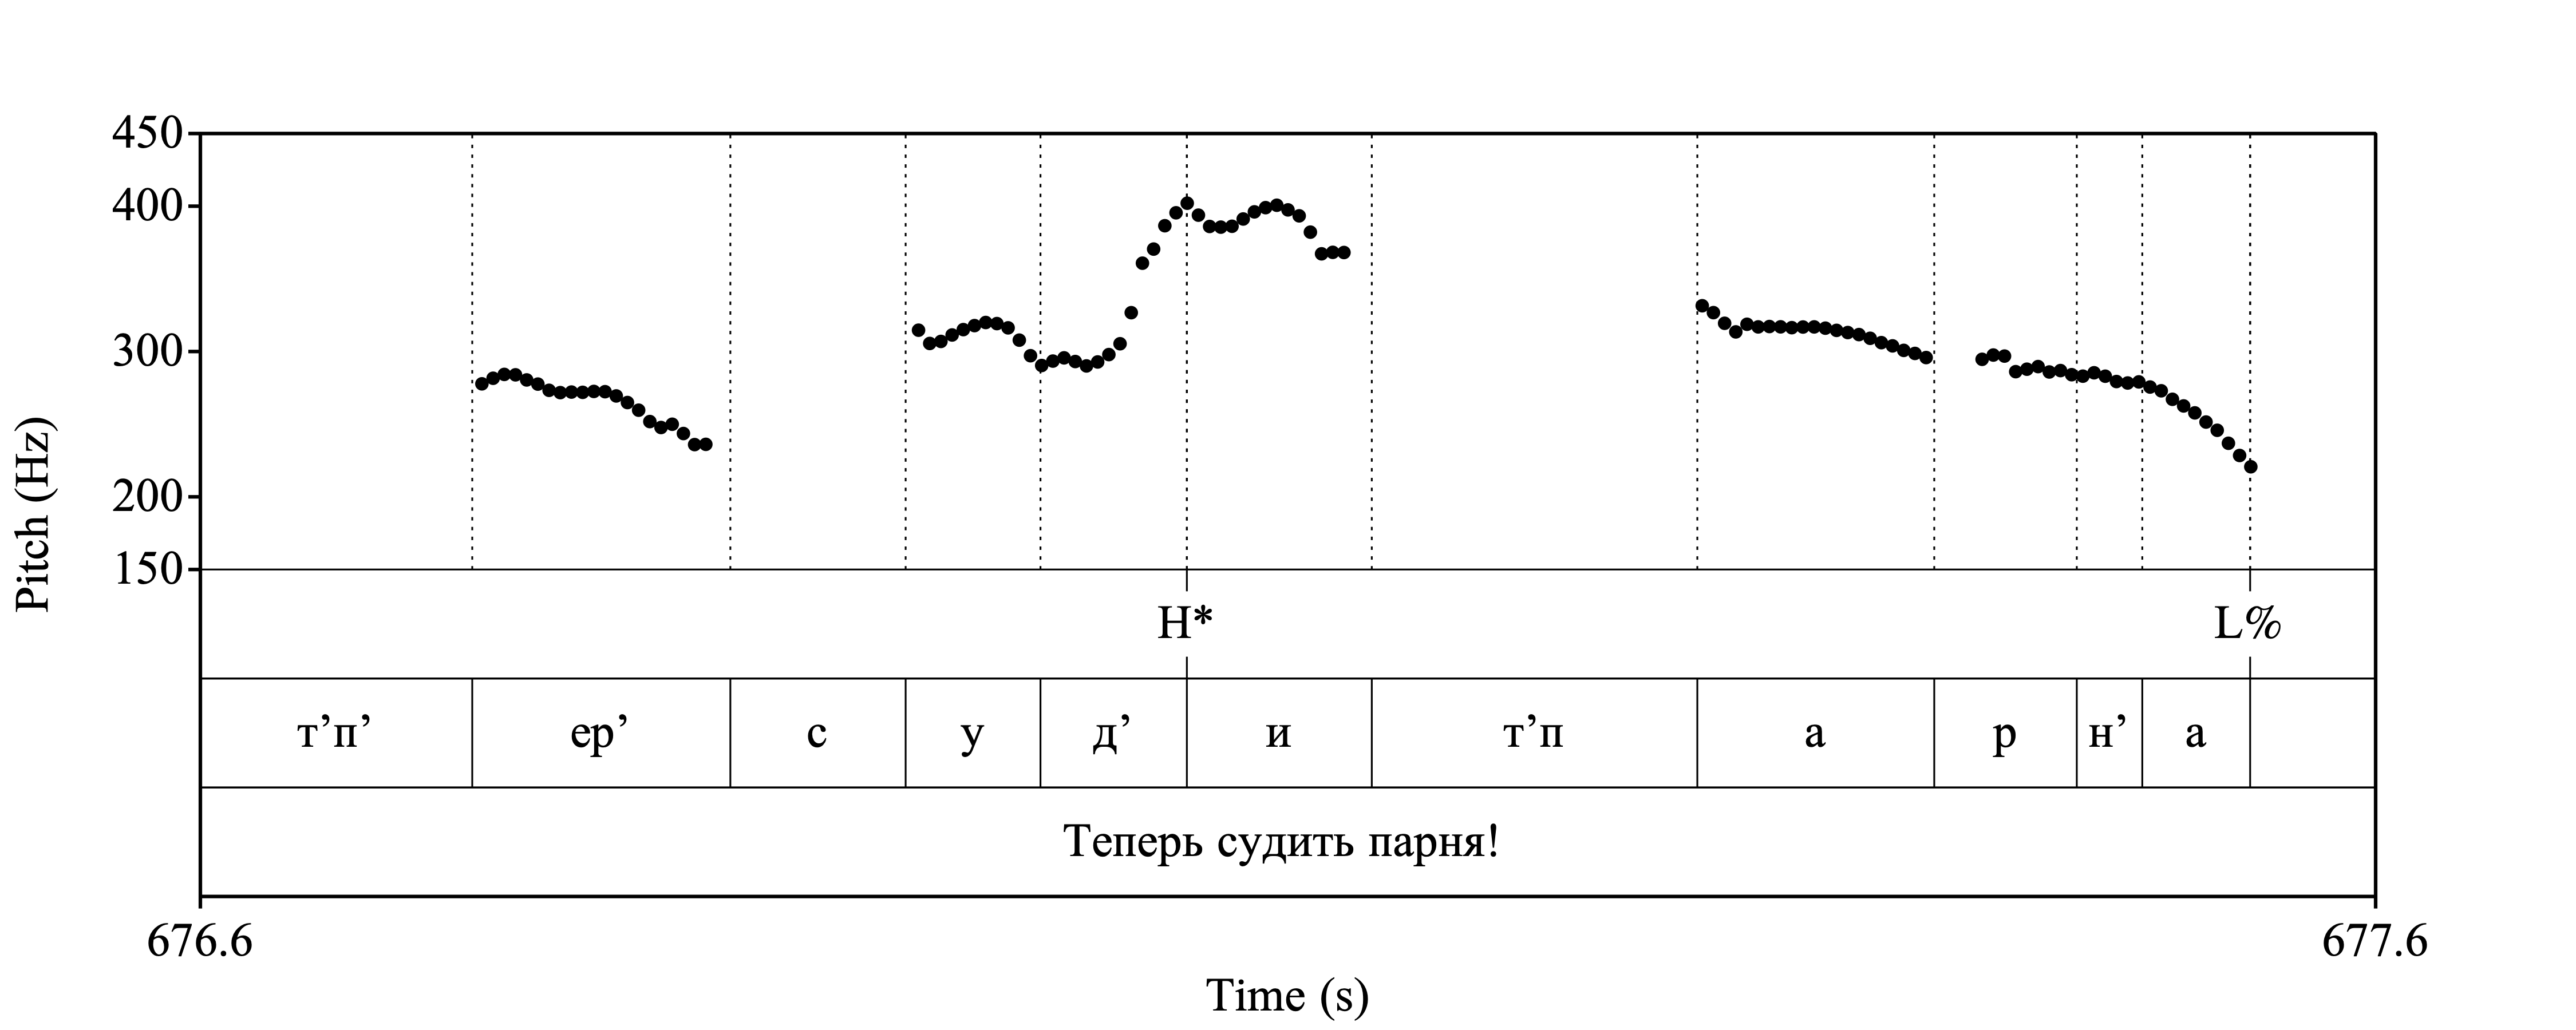 450
400
300
200
150
Pitch (Hz)
H* L%
т’п’ ер’ с у д’ и т’п а р н’ а
Теперь судить парня!
676.6 677.6
Time (s)